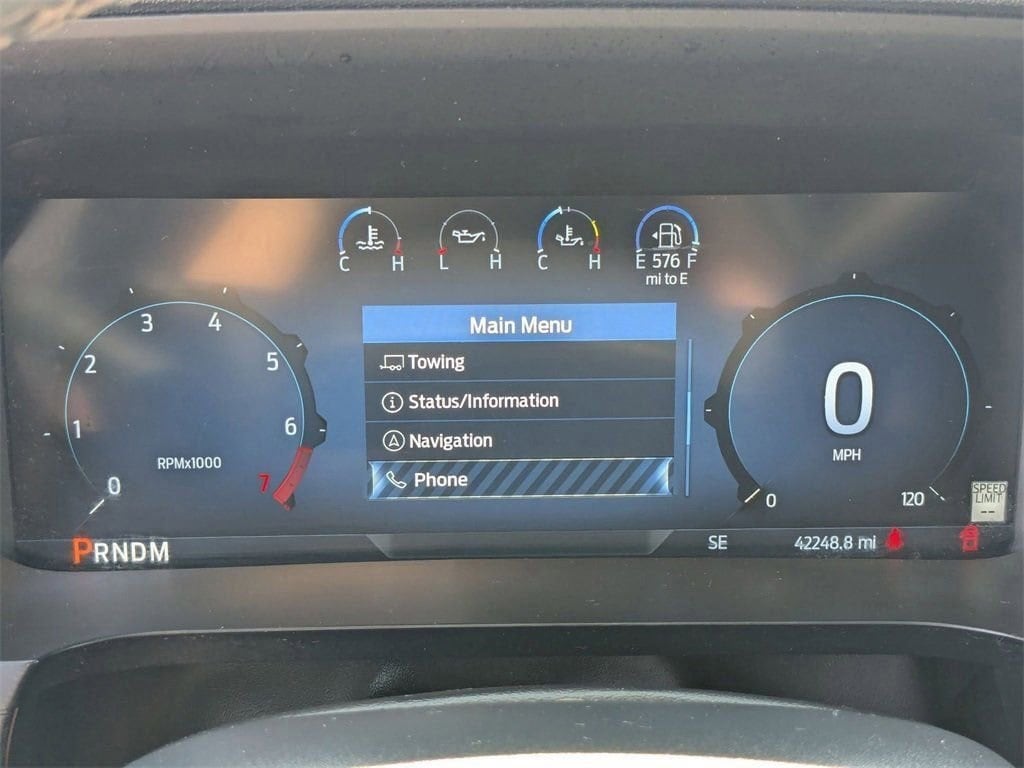 C H
L H
C H
E 576 F
mi to E
Main Menu
Towing
Status/Information
Navigation
Phone
0 1 2 3 4 5 6 7
RPMx1000
0
MPH
0 120
SPEED
LIMIT
--
PRNDM
SE
42248.8 mi